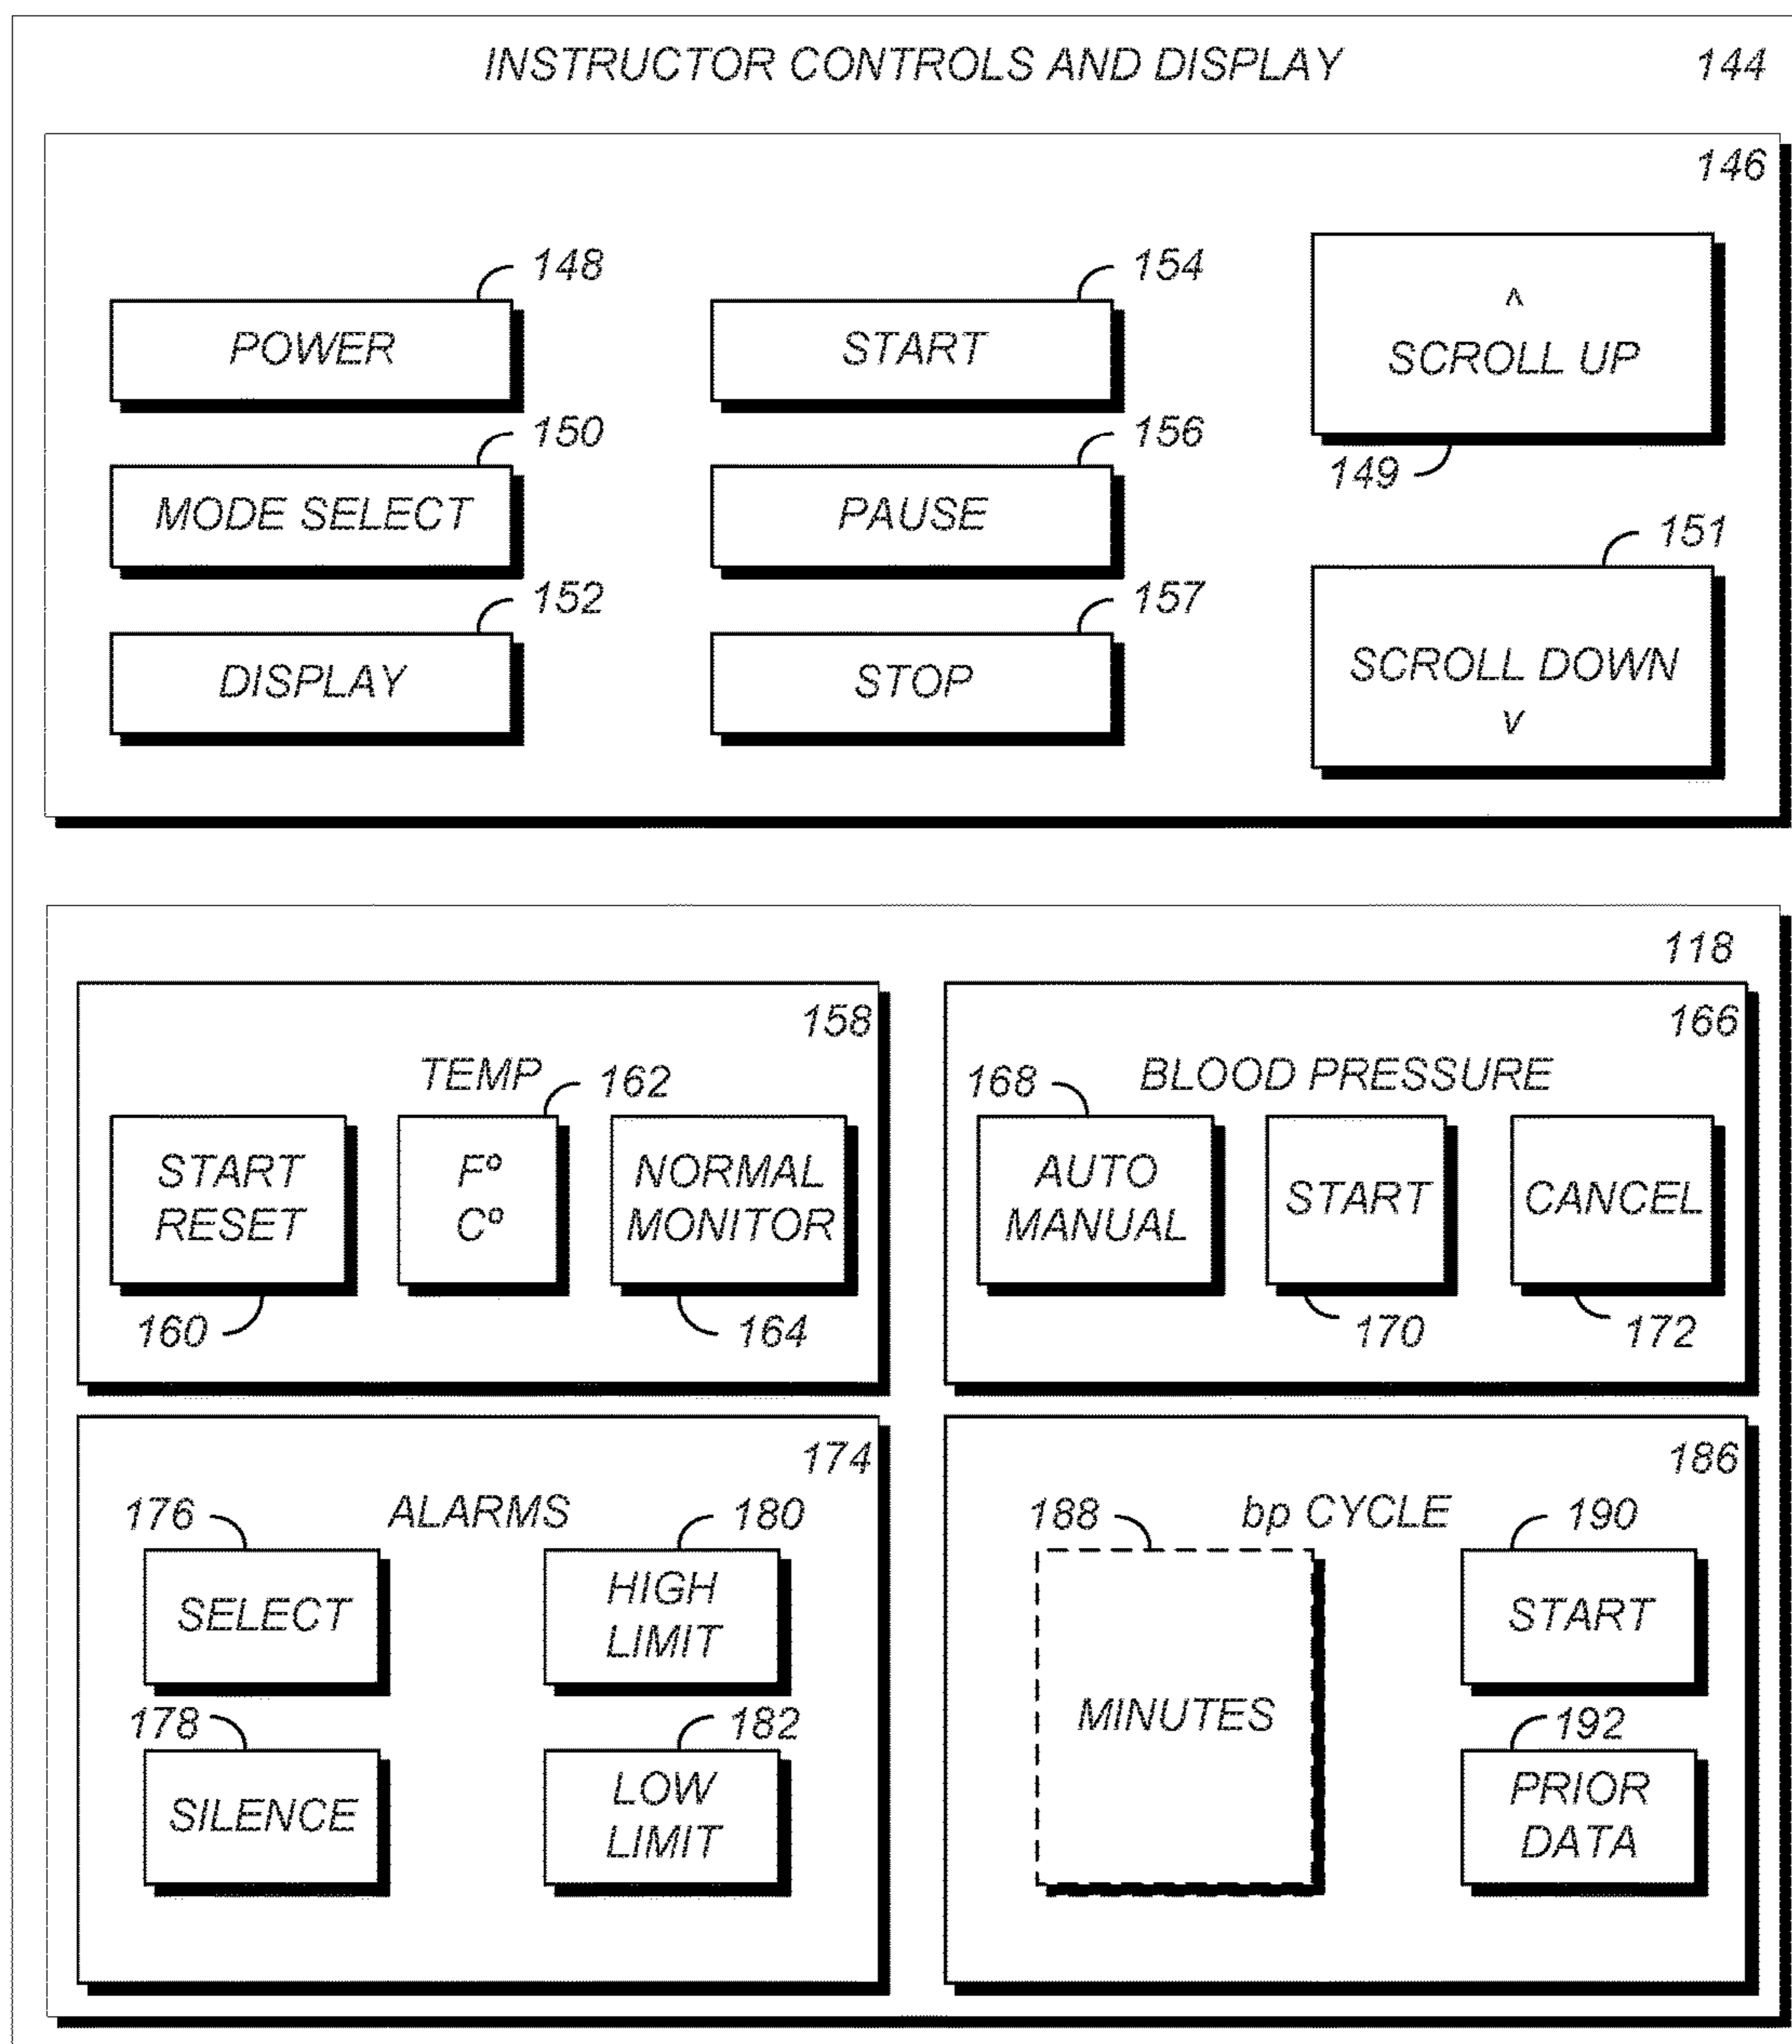 INSTRUCTOR CONTROLS AND DISPLAY 144
146
148 154
POWER START ^
SCROLL UP
150 156 149
MODE SELECT PAUSE
151
152 157
DISPLAY STOP SCROLL DOWN
v
118
158
TEMP 162
START
RESET
Fº
Cº
NORMAL
MONITOR
160 164
166
168 BLOOD PRESSURE
AUTO
MANUAL
START
CANCEL
170 172
174
176 ALARMS 180
SELECT
HIGH
LIMIT
178 182
SILENCE
LOW
LIMIT
186
188 bp CYCLE 190
START
MINUTES
192
PRIOR
DATA